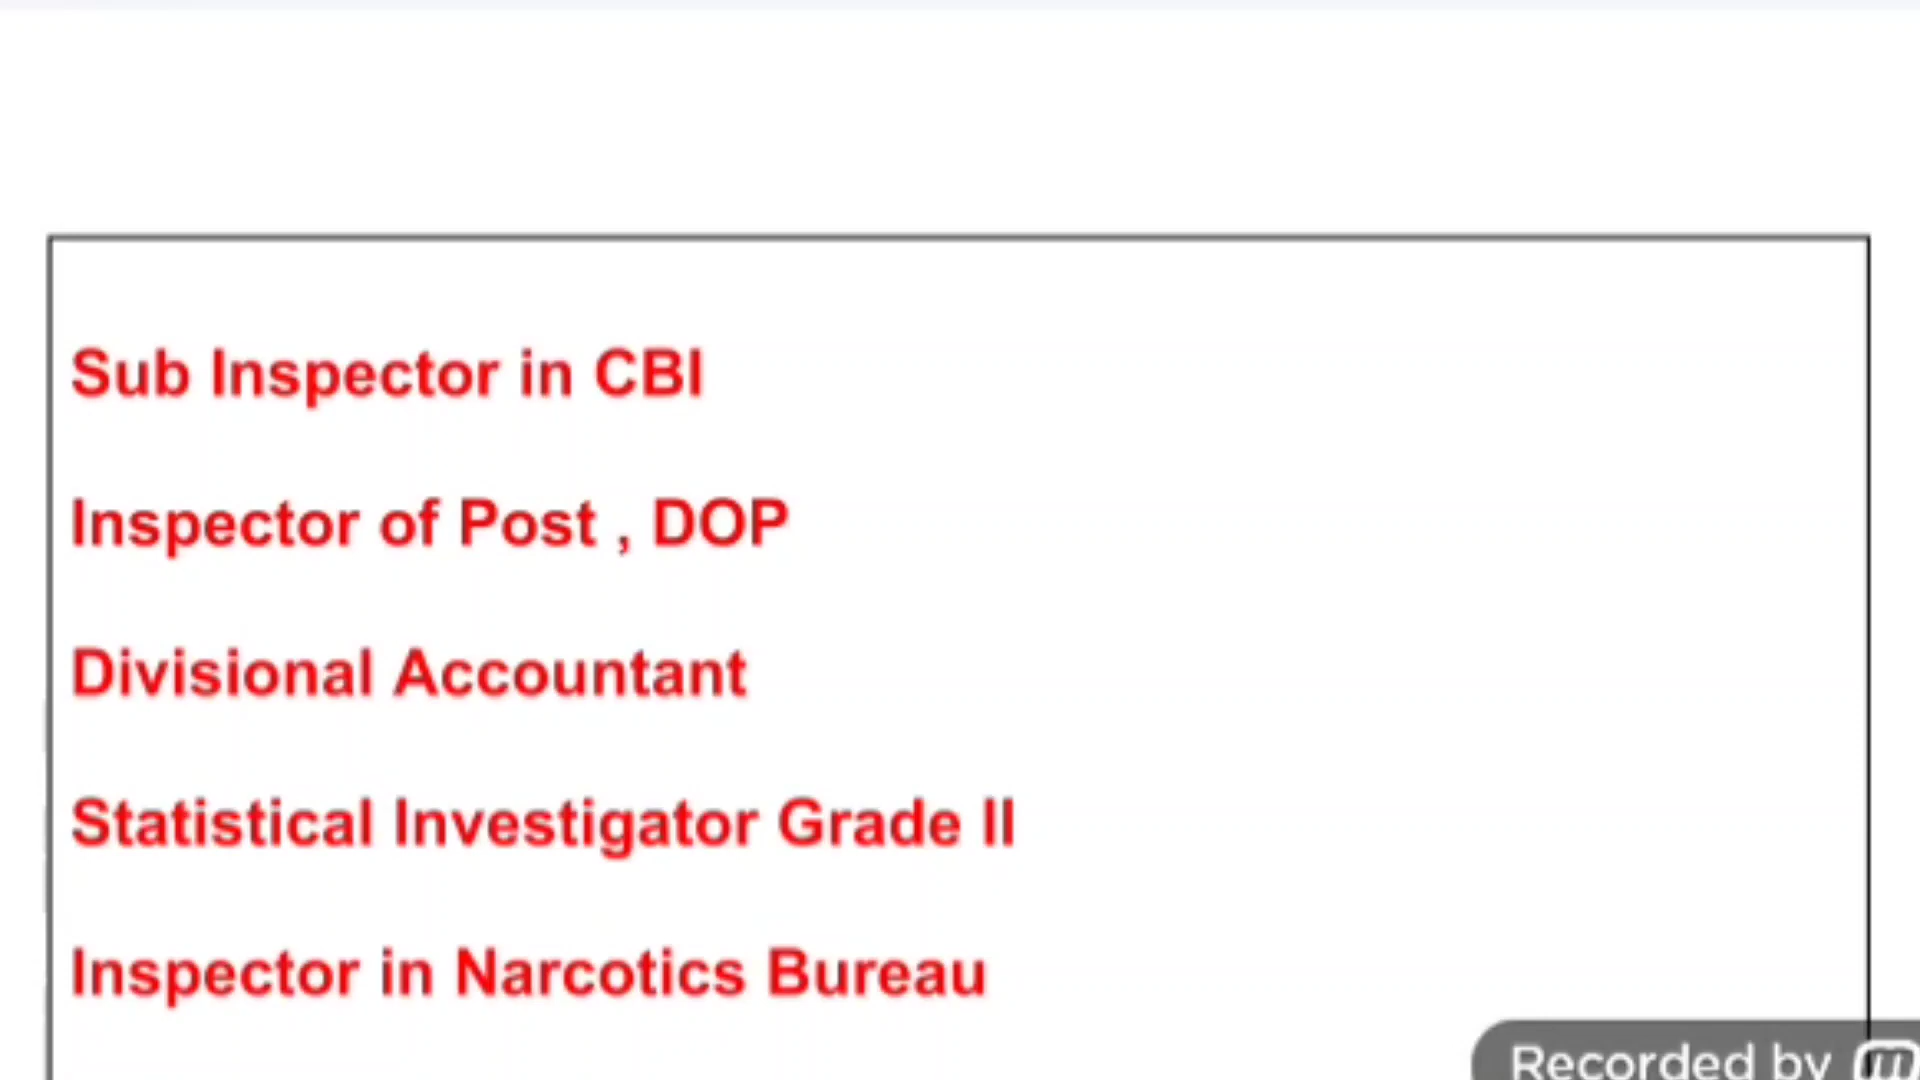 Sub Inspector in CBI
Inspector of Post , DOP
Divisional Accountant
Statistical Investigator Grade II
Inspector in Narcotics Bureau
Recorded by